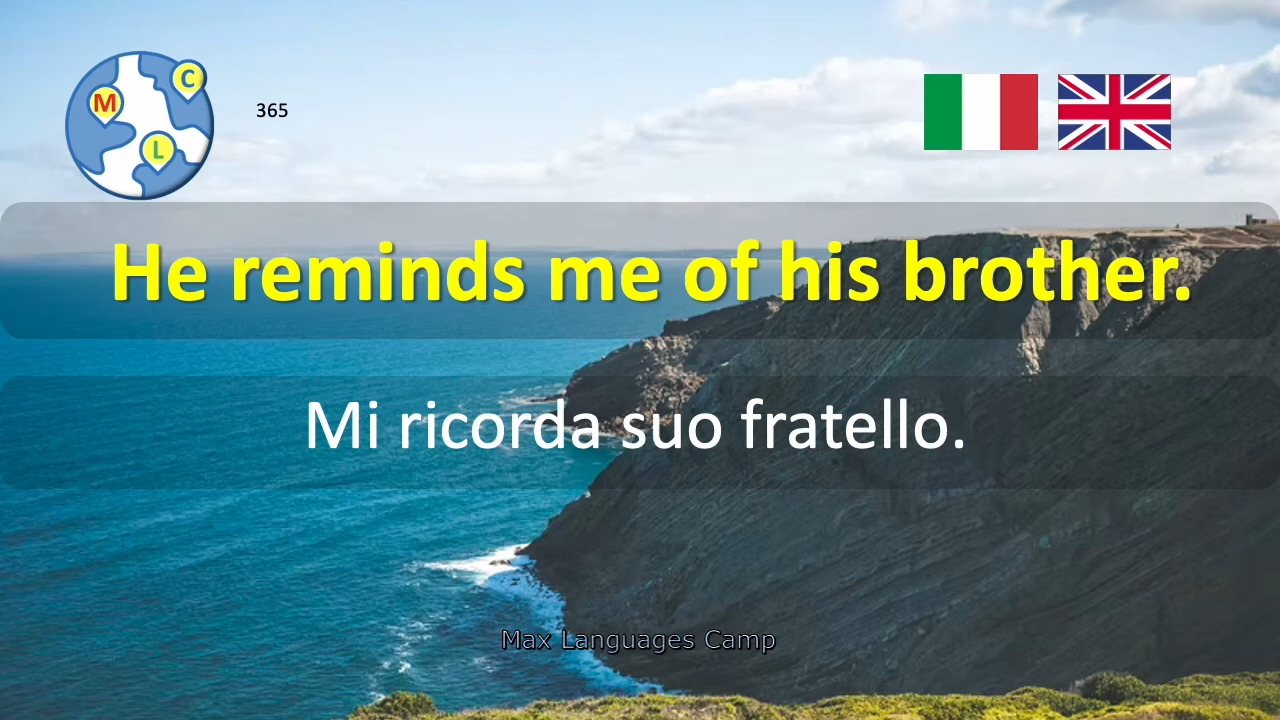 M
C
L
365
He reminds me of his brother.
Mi ricorda suo fratello.
Max Languages Camp